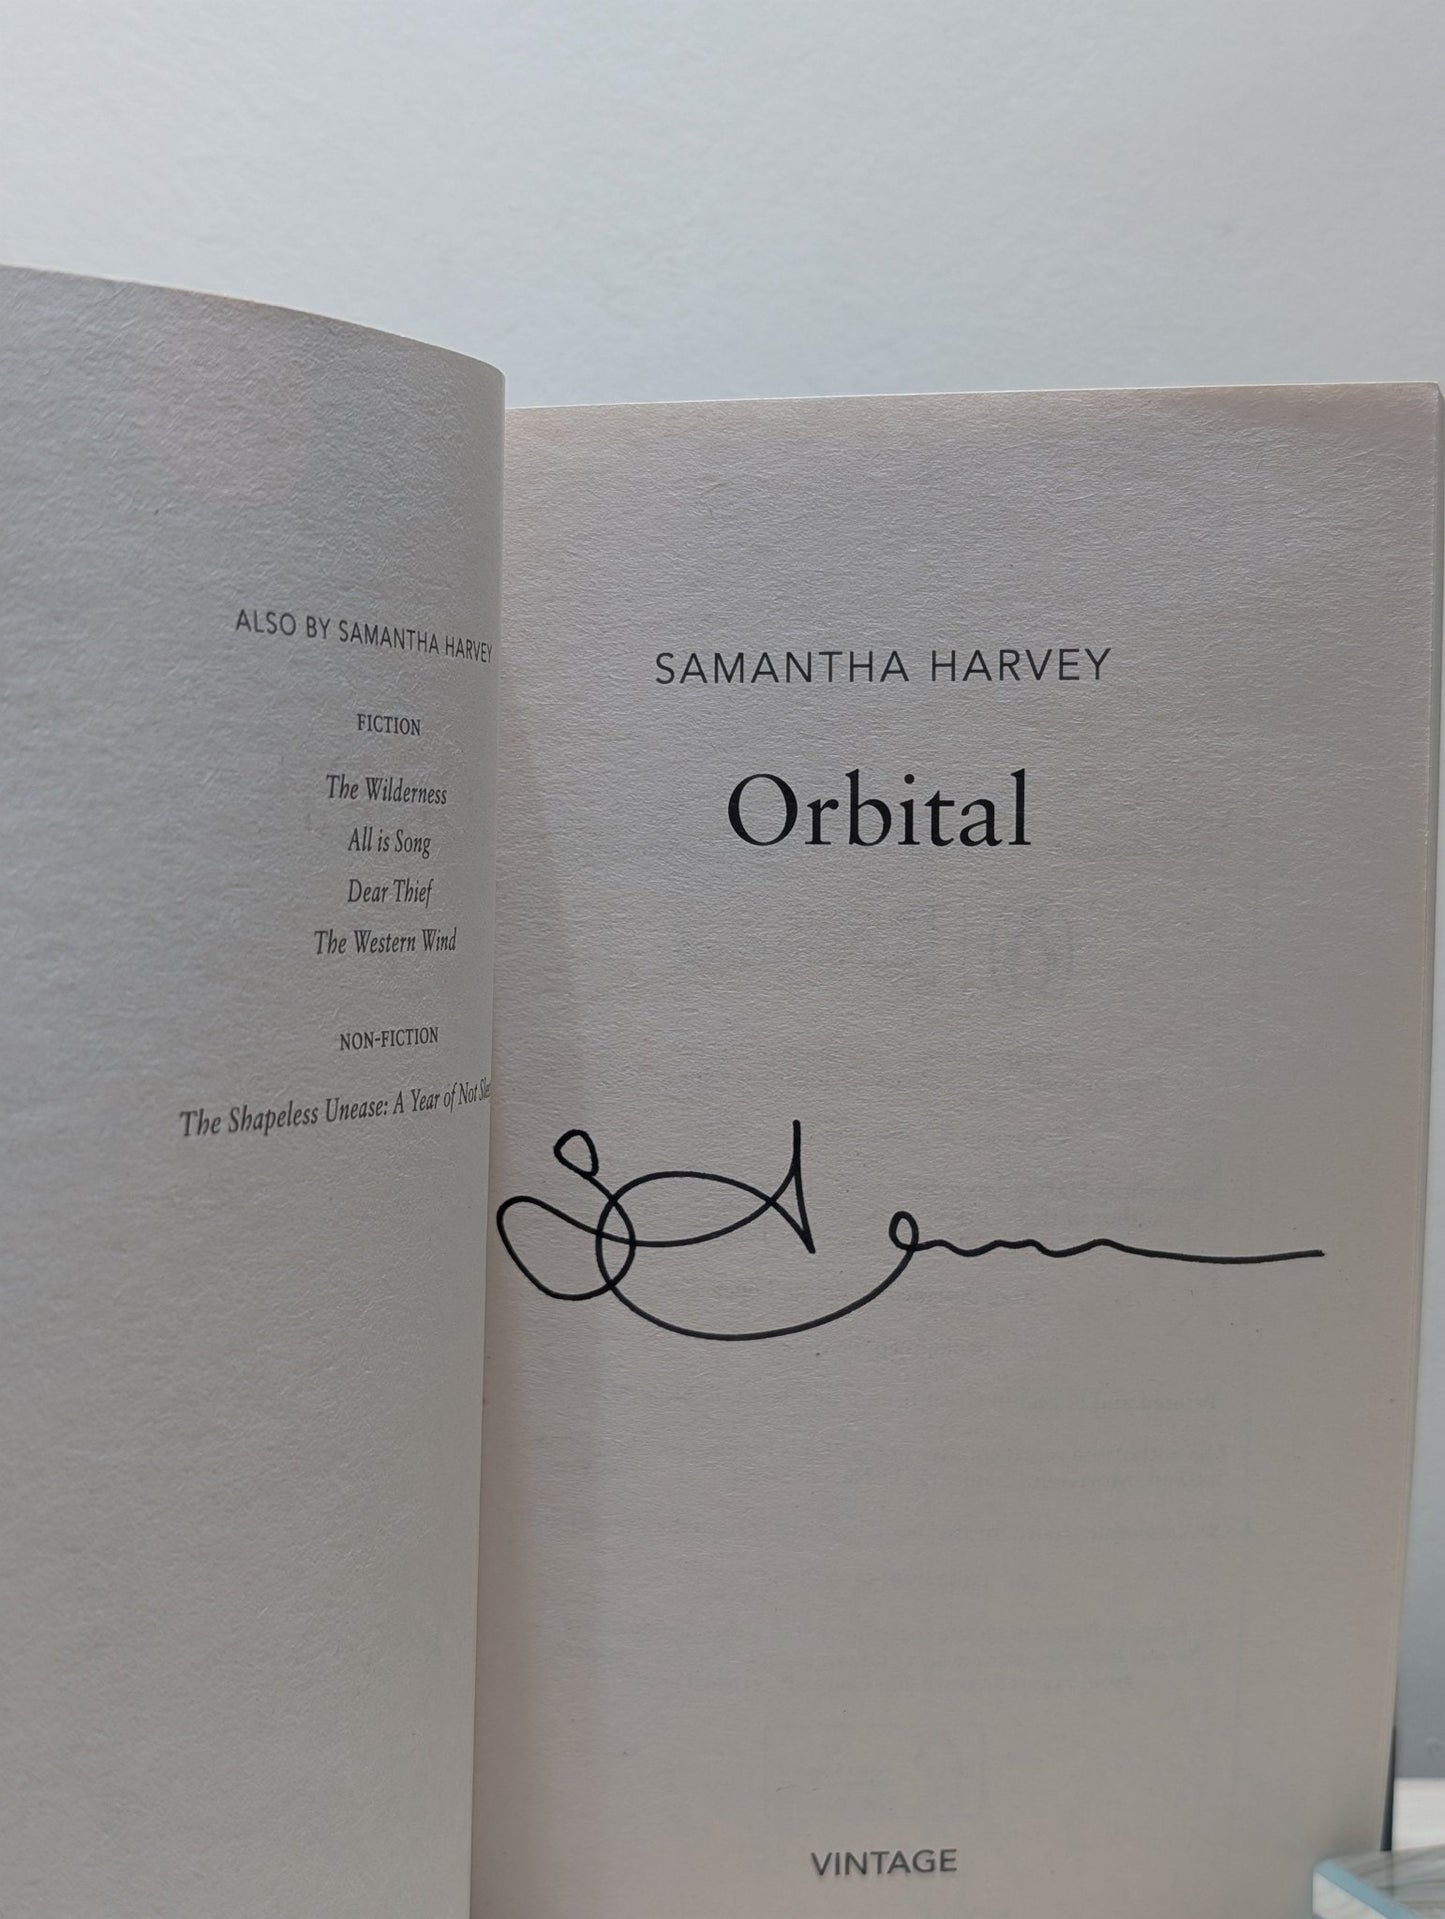 ALSO BY SAMANTHA HARVEY
FICTION
The Wilderness
All is Song
Dear Thief
The Western Wind
NON-FICTION
The Shapeless Unease: A Year of Not
SAMANTHA HARVEY
Orbital
VINTAGE